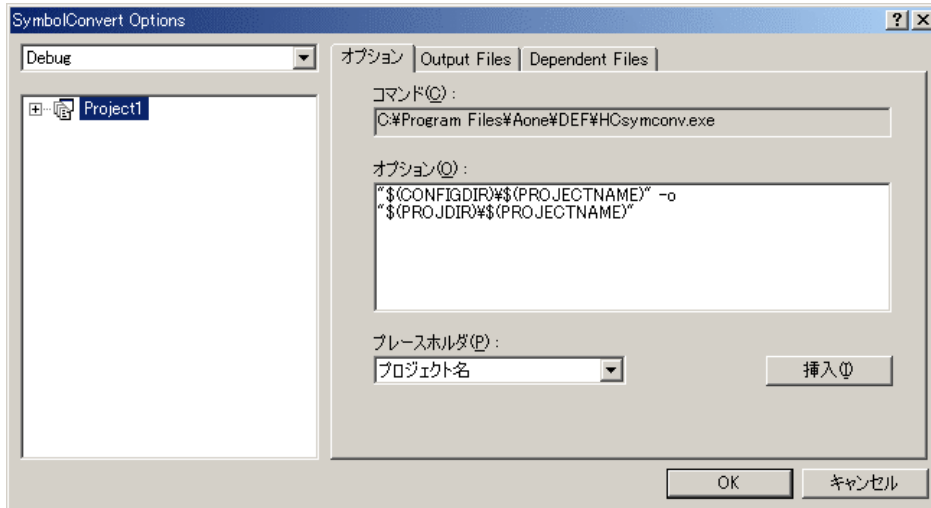 SymbolConvert Options
Debug
Project1
オプション Output Files Dependent Files
コマンド(C) :
C:¥Program Files¥Aone¥DEF¥HCsymconv.exe
オプション(O) :
"$(CONFIGDIR)¥$(PROJECTNAME)" -o
"$(PROJDIR)¥$(PROJECTNAME)"
プレースホルダ(P) :
プロジェクト名
挿入(I)
OK キャンセル